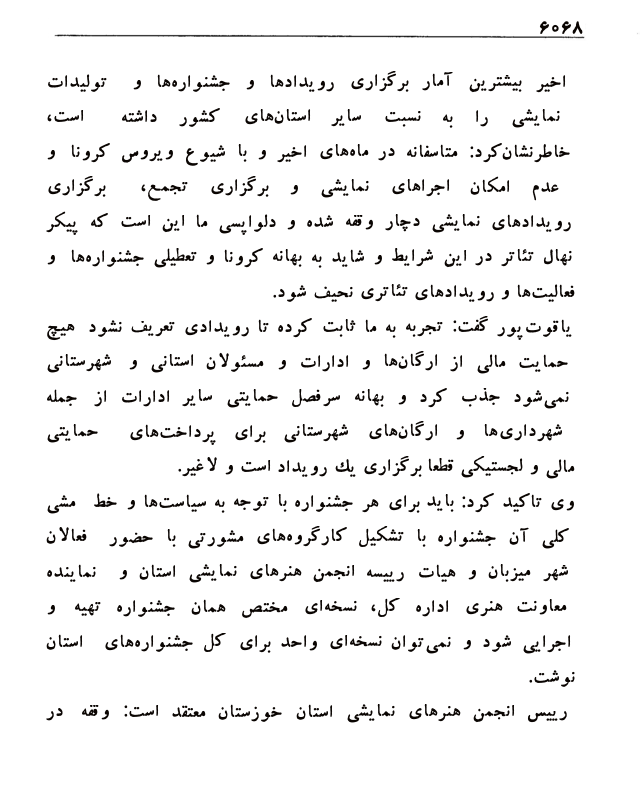 ۶۰۶۸
اخیر بیشترین آمار برگزاری رویدادها و جشنواره‌ها و تولیدات
نمایشی را به نسبت سایر استان‌های کشور داشته است،
خاطرنشان‌کرد: متاسفانه در ماه‌های اخیر و با شیوع ویروس کرونا و
عدم امکان اجراهای نمایشی و برگزاری تجمع، برگزاری
رویدادهای نمایشی دچار وقفه شده و دلواپسی ما این است که پیکر
نهال تئاتر در این شرایط و شاید به بهانه کرونا و تعطیلی جشنواره‌ها و
فعالیت‌ها و رویدادهای تئاتری نحیف شود.
یاقوت‌پور گفت: تجربه به ما ثابت کرده تا رویدادی تعریف نشود هیچ
حمایت مالی از ارگان‌ها و ادارات و مسئولان استانی و شهرستانی
نمی‌شود جذب کرد و بهانه سرفصل حمایتی سایر ادارات از جمله
شهرداری‌ها و ارگان‌های شهرستانی برای پرداخت‌های حمایتی
مالی و لجستیکی قطعا برگزاری یك رویداد است و لاغیر.
وی تاکید کرد: باید برای هر جشنواره با توجه به سیاست‌ها و خط مشی
کلی آن جشنواره با تشکیل کارگروه‌های مشورتی با حضور فعالان
شهر میزبان و هیات رییسه انجمن هنرهای نمایشی استان و نماینده
معاونت هنری اداره کل، نسخه‌ای مختص همان جشنواره تهیه و
اجرایی شود و نمی‌توان نسخه‌ای واحد برای کل جشنواره‌های استان
نوشت.
رییس انجمن هنرهای نمایشی استان خوزستان معتقد است: وقفه در